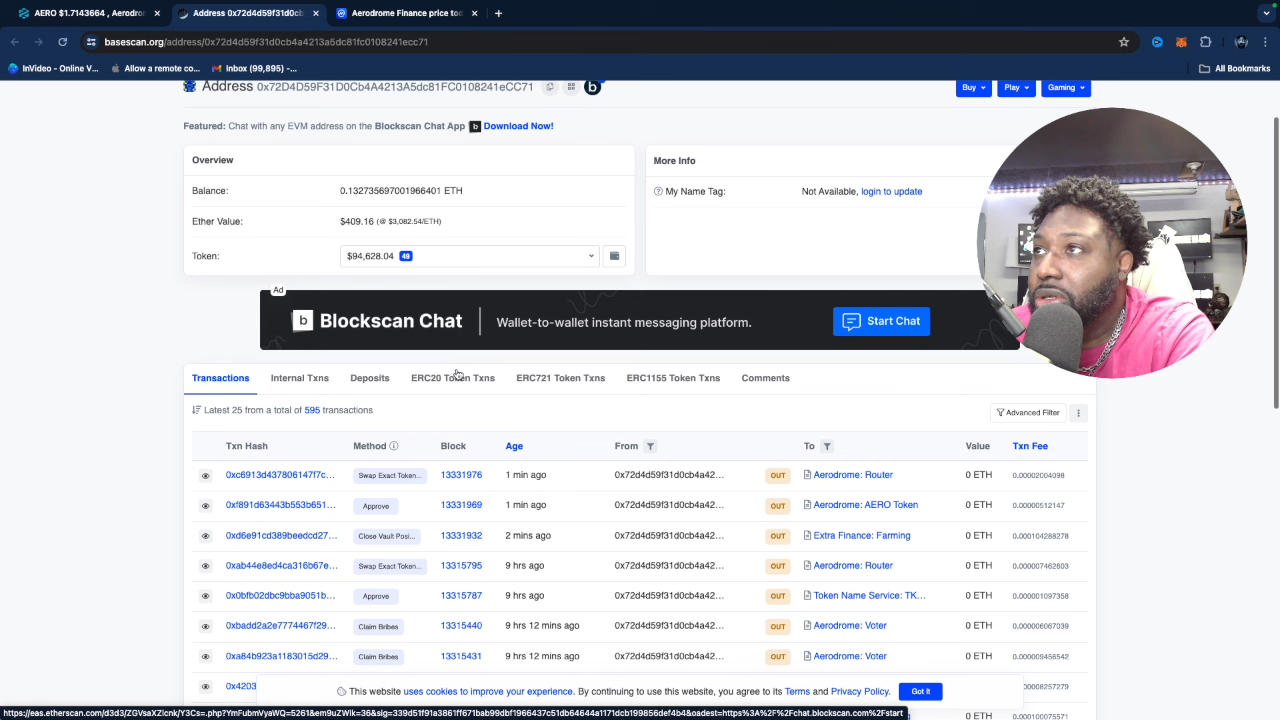 AERO $1.7143664 , Aerodro
Address 0x72d4d59f31d0cb
Aerodrome Finance price tod
basescan.org/address/0x72d4d59f31d0cb4a4213a5dc81fc0108241ecc71
InVideo - Online V...
Allow a remote co...
Inbox (99,895) -...
All Bookmarks
Address 0x72D4D59F31D0Cb4A4213A5dc81FC0108241eCC71
Buy
Play
Gaming
Featured: Chat with any EVM address on the Blockscan Chat App Download Now!
Overview
Balance: 0.132735697001966401 ETH
Ether Value: $409.16 (@ $3,082.54/ETH)
Token: $94,628.04 49
More Info
My Name Tag: Not Available, login to update
Ad
Blockscan Chat
Wallet-to-wallet instant messaging platform.
Start Chat
Transactions Internal Txns Deposits ERC20 Token Txns ERC721 Token Txns ERC1155 Token Txns Comments
Latest 25 from a total of 595 transactions
Advanced Filter
Txn Hash Method Block Age From To Value Txn Fee
0xc6913d437806147f7c... Swap Exact Token... 13331976 1 min ago 0x72d4d59f31d0cb4a42... OUT Aerodrome: Router 0 ETH 0.00002004098
0xf891d63443b553b651... Approve 13331969 1 min ago 0x72d4d59f31d0cb4a42... OUT Aerodrome: AERO Token 0 ETH 0.00000512147
0xd6e91cd389beedcd27... Close Vault Posi... 13331932 2 mins ago 0x72d4d59f31d0cb4a42... OUT Extra Finance: Farming 0 ETH 0.000104288278
0xab44e8ed4ca316b67e... Swap Exact Token... 13315795 9 hrs ago 0x72d4d59f31d0cb4a42... OUT Aerodrome: Router 0 ETH 0.000007462603
0x0bfb02dbc9bba9051b... Approve 13315787 9 hrs ago 0x72d4d59f31d0cb4a42... OUT Token Name Service: TK... 0 ETH 0.000001097358
0xbadd2a2e7774467f29... Claim Bribes 13315440 9 hrs 12 mins ago 0x72d4d59f31d0cb4a42... OUT Aerodrome: Voter 0 ETH 0.000006067039
0xa84b923a1183015d29... Claim Bribes 13315431 9 hrs 12 mins ago 0x72d4d59f31d0cb4a42... OUT Aerodrome: Voter 0 ETH 0.000009456542
0x4203
This website uses cookies to improve your experience. By continuing to use this website, you agree to its Terms and Privacy Policy. Got It